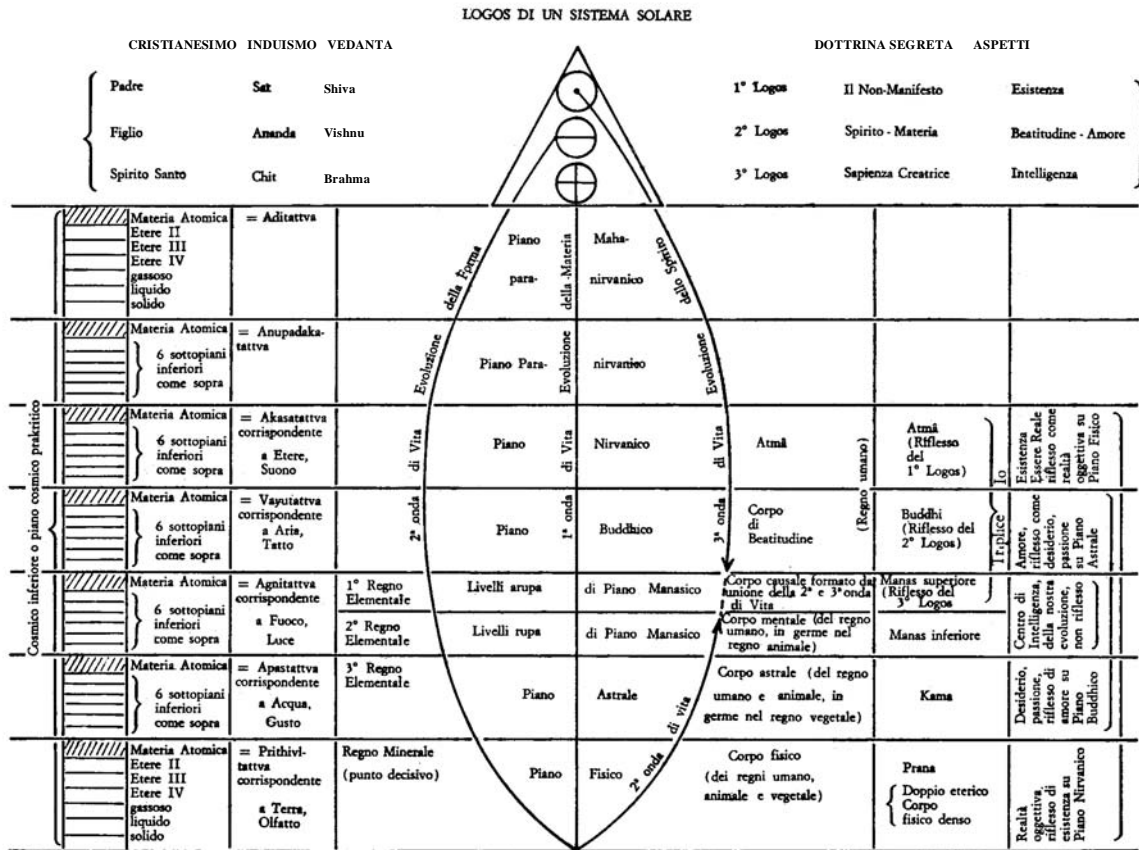 LOGOS DI UN SISTEMA SOLARE
CRISTIANESIMO INDUISMO VEDANTA
DOTTRINA SEGRETA ASPETTI
Padre Sat Shiva
1° Logos Il Non-Manifesto Esistenza
Figlio Ananda Vishnu
2° Logos Spirito - Materia Beatitudine - Amore
Spirito Santo Chit Brahma
3° Logos Sapienza Creatrice Intelligenza
Cosmico inferiore o piano cosmico prakritico
Materia Atomica
Etere II
Etere III
Etere IV
gassoso
liquido
solido
= Aditattva
Piano
para-
Maha-
nirvanico
Materia Atomica
6 sottopiani
inferiori
come sopra
= Anupadaka-
tattva
Piano Para-
nirvanico
Materia Atomica
6 sottopiani
inferiori
come sopra
= Akasatattva
corrispondente
a Etere,
Suono
Piano
Nirvanico
Atmâ
Atmâ
(Riflesso
del
1° Logos)
Esistenza
Essere Reale
riflesso come
realtà
oggettiva su
Piano Fisico
Materia Atomica
6 sottopiani
inferiori
come sopra
= Vayutattva
corrispondente
a Aria,
Tatto
Piano
Buddhico
Corpo
di
Beatitudine
(Regno umano)
Buddhi
(Riflesso del
2° Logos)
Triplice lo
Amore,
riflesso come
desiderio,
passione
su Piano
Astrale
Materia Atomica
6 sottopiani
inferiori
come sopra
= Agnitattva
corrispondente
a Fuoco,
Luce
1° Regno
Elementale
Livelli arupa
di Piano Manasico
Corpo causale formato da
unione della 2ª e 3ª onda
di Vita
Manas superiore
(Riflesso del
3° Logos
2° Regno
Elementale
Livelli rupa
di Piano Manasico
Corpo mentale (del regno
umano, in germe nel
regno animale)
Manas inferiore
Centro di
Intelligenza
della nostra
evoluzione,
non riflesso
Materia Atomica
6 sottopiani
inferiori
come sopra
= Apastattva
corrispondente
a Acqua,
Gusto
3° Regno
Elementale
Piano
Astrale
Corpo astrale (del regno
umano e animale, in
germe nel regno vegetale)
Kama
Desiderio,
passione,
riflesso di
amore su
Piano
Buddhico
Materia Atomica
Etere II
Etere III
Etere IV
gassoso
liquido
solido
= Prithivî-
tattva
corrispondente
a Terra,
Olfatto
Regno Minerale
(punto decisivo)
Piano
Fisico
Corpo fisico
(dei regni umano,
animale e vegetale)
Prana
Doppio eterico
Corpo
fisico denso
Realtà
oggettiva,
riflesso di
esistenza su
Piano Nirvanico
2ª onda di Vita Evoluzione della Forma
1ª onda di Vita Evoluzione della Materia
3ª onda di Vita Evoluzione dello Spirito
2ª onda di vita